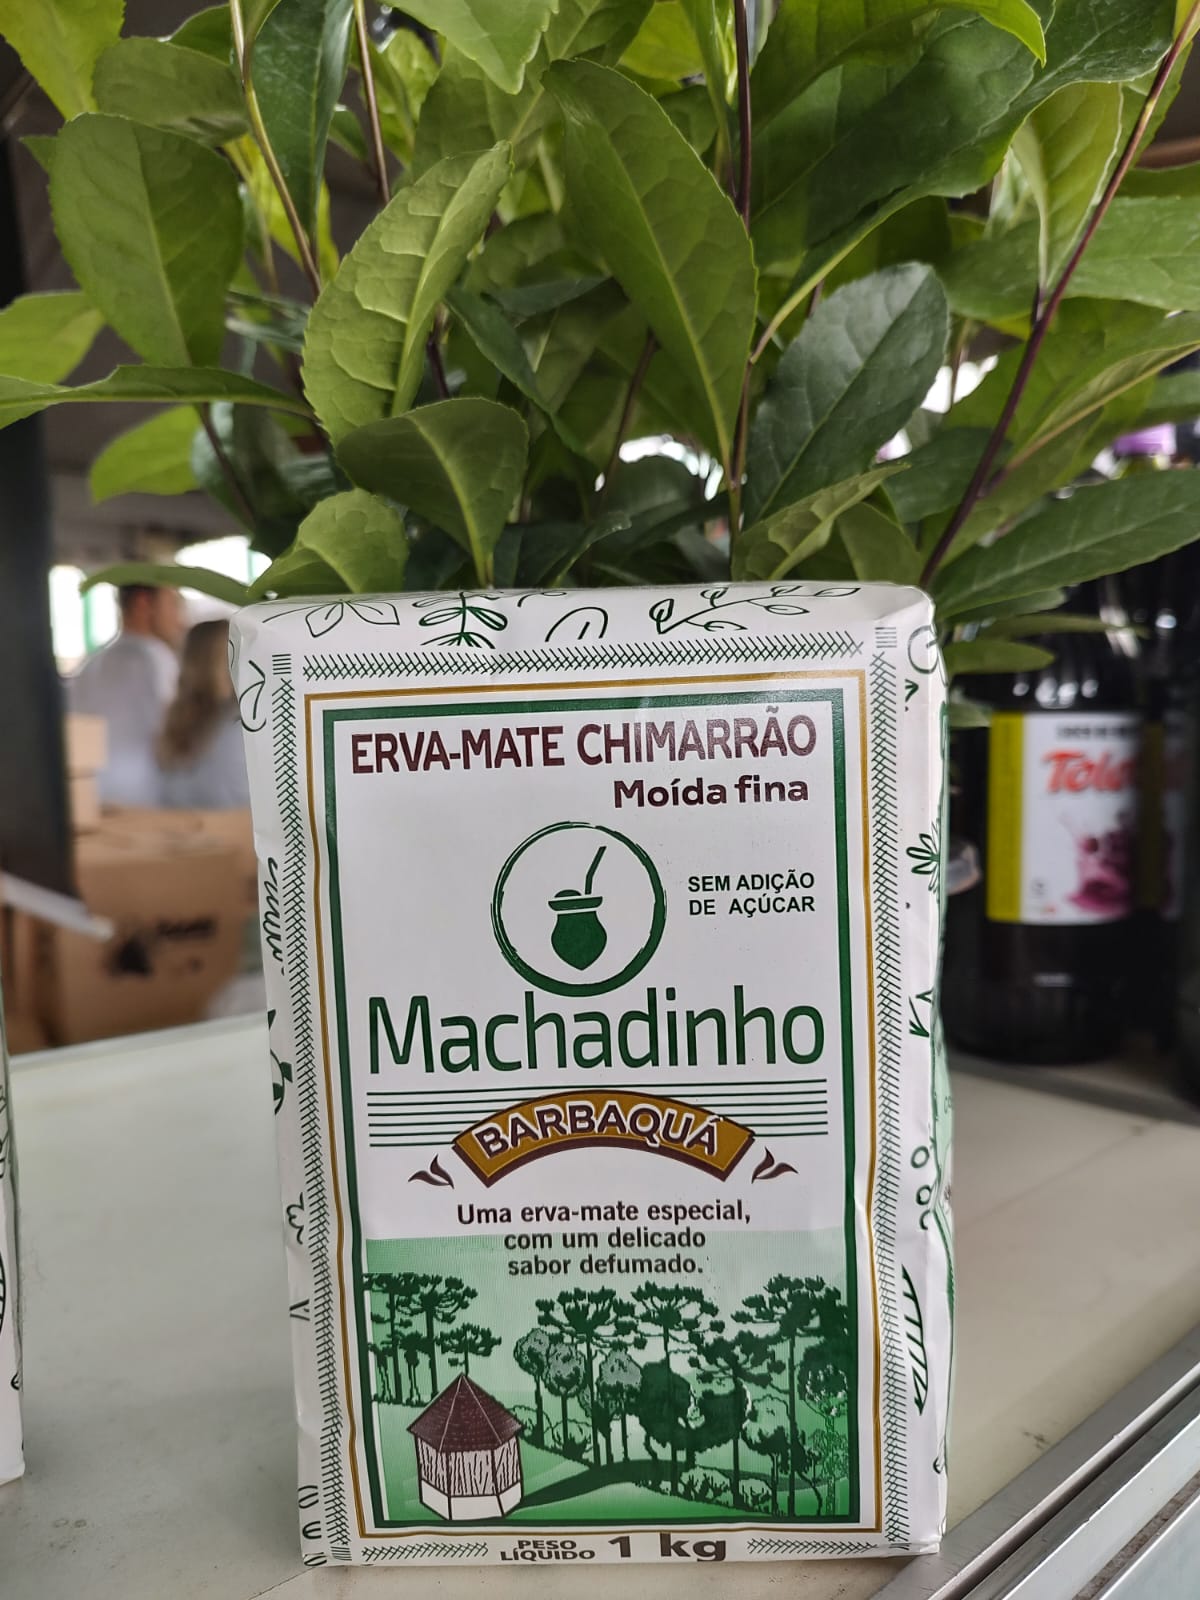 ERVA-MATE CHIMARRÃO
Moída fina
SEM ADIÇÃO
DE AÇÚCAR
Machadinho
BARBAQUÁ
Uma erva-mate especial,
com um delicado
sabor defumado.
PESO
LÍQUIDO 1 kg